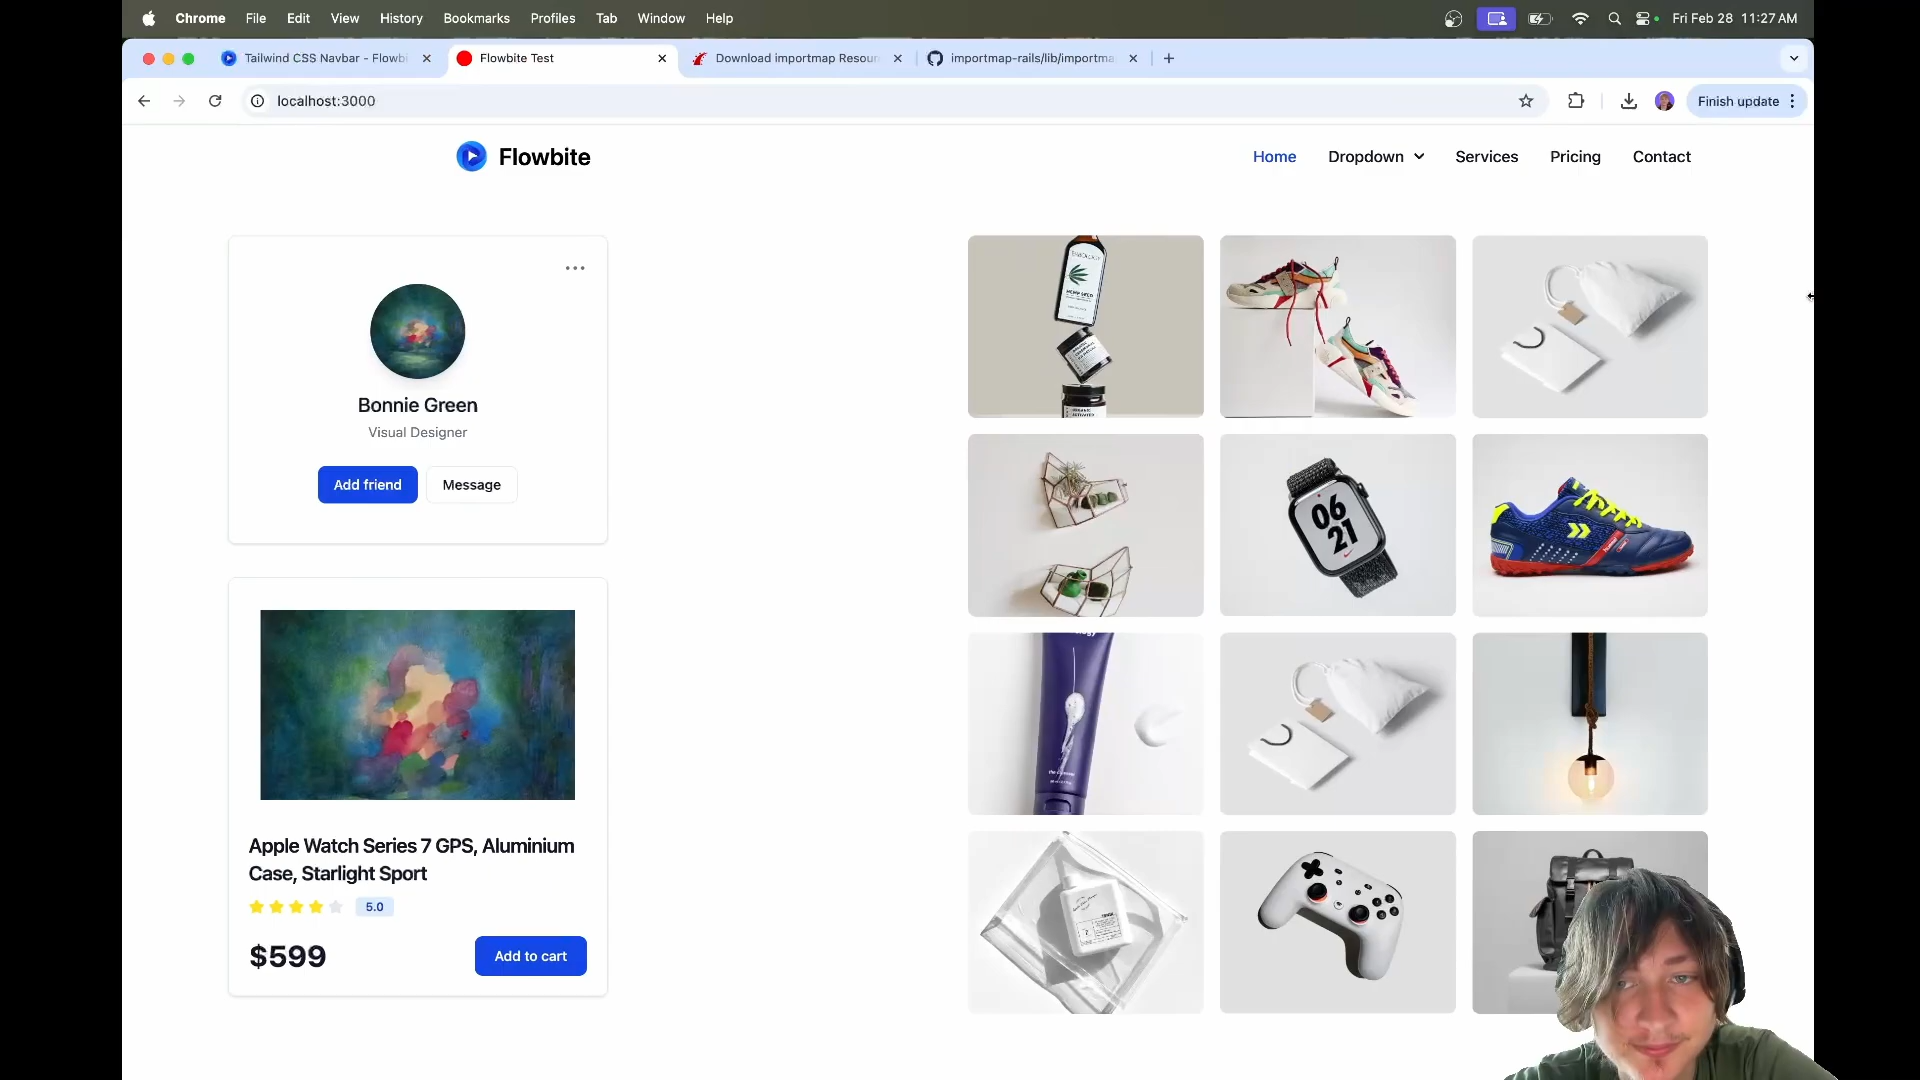 Chrome File Edit View History Bookmarks Profiles Tab Window Help
Fri Feb 28 11:27 AM
Tailwind CSS Navbar - Flowbi
Flowbite Test
Download importmap Resour
importmap-rails/lib/importma
localhost:3000
Finish update
Flowbite
Home
Dropdown
Services
Pricing
Contact
Bonnie Green
Visual Designer
Add friend
Message
HEMP SEED
06
21
Apple Watch Series 7 GPS, Aluminium
Case, Starlight Sport
5.0
$599
Add to cart